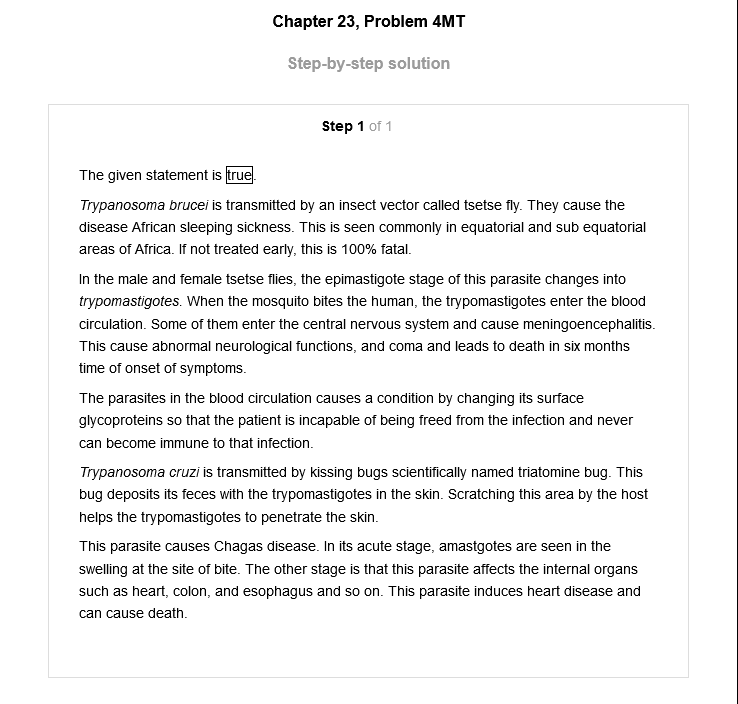 Chapter 23, Problem 4MT
Step-by-step solution
Step 1 of 1
The given statement is true.
Trypanosoma brucei is transmitted by an insect vector called tsetse fly. They cause the
disease African sleeping sickness. This is seen commonly in equatorial and sub equatorial
areas of Africa. If not treated early, this is 100% fatal.
In the male and female tsetse flies, the epimastigote stage of this parasite changes into
trypomastigotes. When the mosquito bites the human, the trypomastigotes enter the blood
circulation. Some of them enter the central nervous system and cause meningoencephalitis.
This cause abnormal neurological functions, and coma and leads to death in six months
time of onset of symptoms.
The parasites in the blood circulation causes a condition by changing its surface
glycoproteins so that the patient is incapable of being freed from the infection and never
can become immune to that infection.
Trypanosoma cruzi is transmitted by kissing bugs scientifically named triatomine bug. This
bug deposits its feces with the trypomastigotes in the skin. Scratching this area by the host
helps the trypomastigotes to penetrate the skin.
This parasite causes Chagas disease. In its acute stage, amastgotes are seen in the
swelling at the site of bite. The other stage is that this parasite affects the internal organs
such as heart, colon, and esophagus and so on. This parasite induces heart disease and
can cause death.